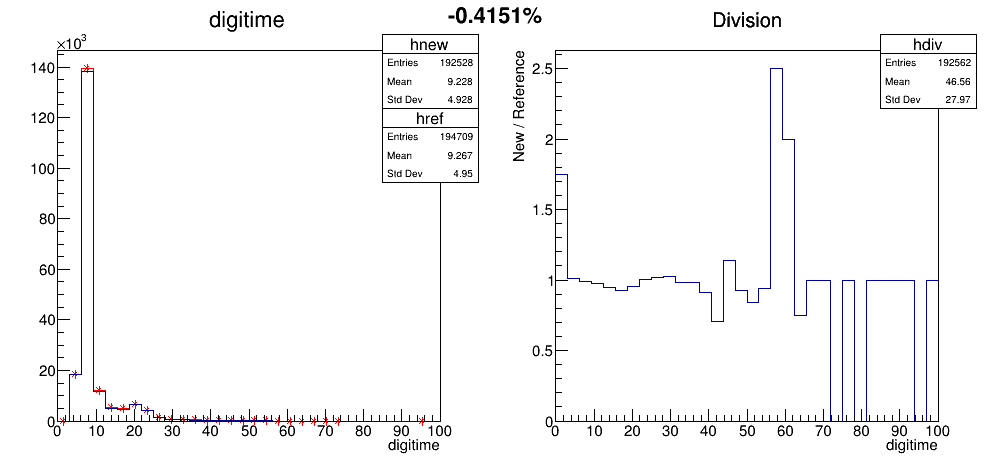 -0.4151%
digitime
×10³
140
120
100
80
60
40
20
0
0 10 20 30 40 50 60 70 80 90 100
digitime
hnew
Entries 192528
Mean 9.228
Std Dev 4.928
href
Entries 194709
Mean 9.267
Std Dev 4.95
Division
New / Reference
2.5
2
1.5
1
0.5
0
0 10 20 30 40 50 60 70 80 90 100
digitime
hdiv
Entries 192562
Mean 46.56
Std Dev 27.97